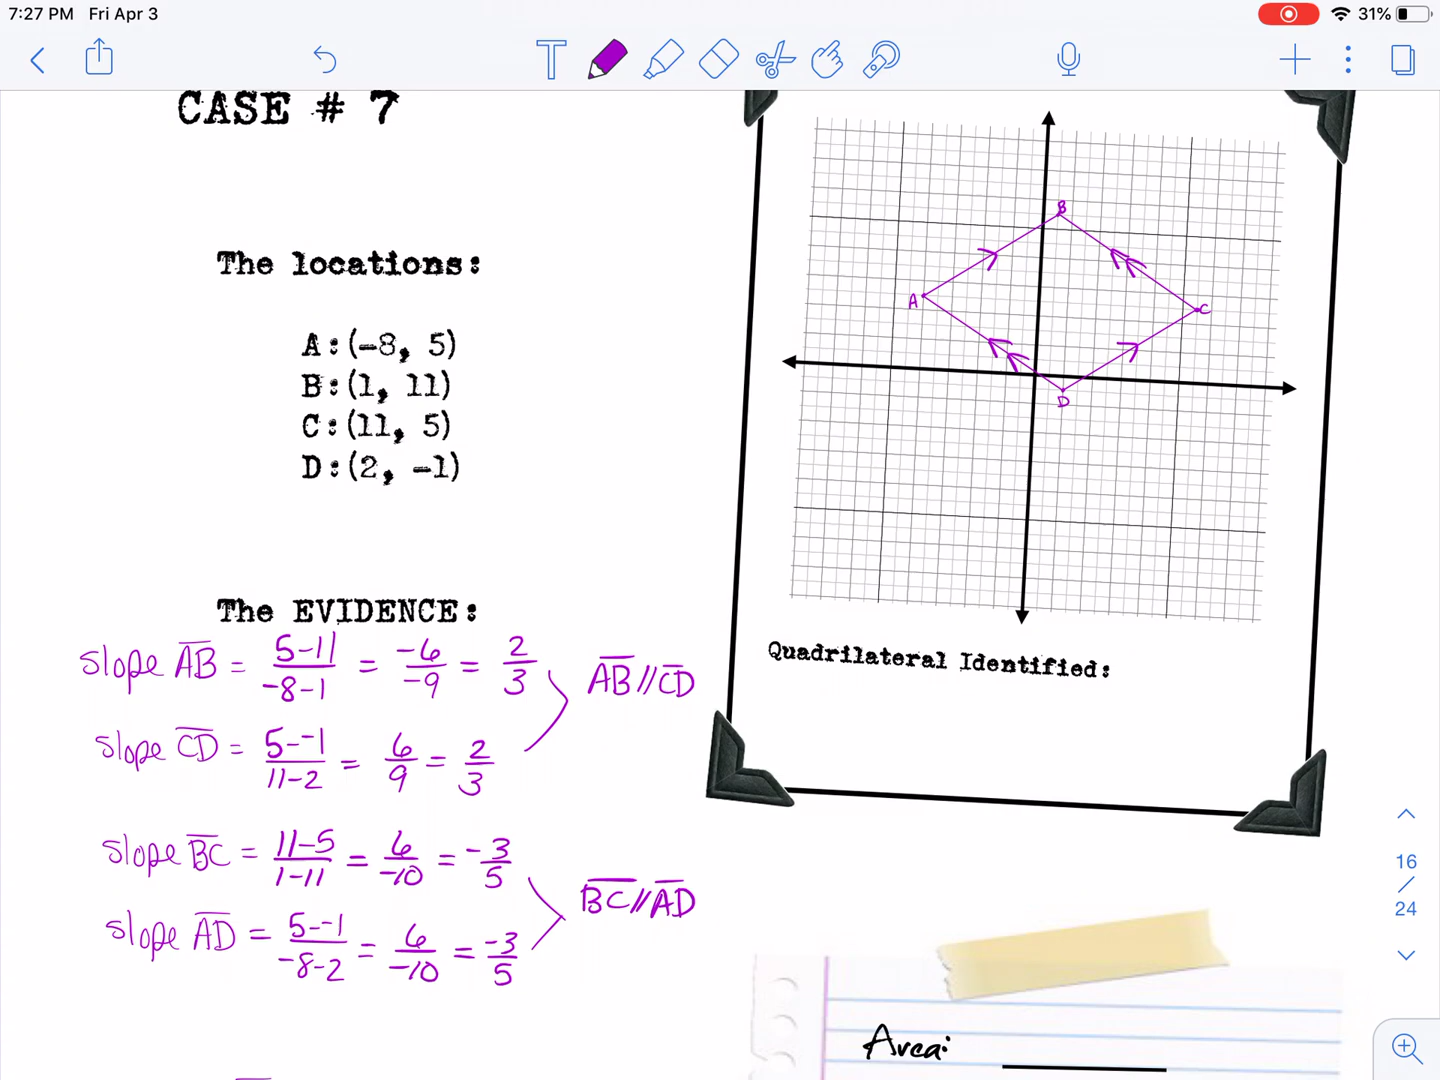 7:27 PM Fri Apr 3
31%
T
CASE # 7
The locations:
A:(-8, 5)
B:(1, 11)
C:(11, 5)
D:(2, -1)
The EVIDENCE:
slope AB = 5-11/-8-1 = -6/-9 = 2/3
AB//CD
slope CD = 5--1/11-2 = 6/9 = 2/3
slope BC = 11-5/1-11 = 6/-10 = -3/5
BC//AD
slope AD = 5--1/-8-2 = 6/-10 = -3/5
B
A
C
D
Quadrilateral Identified:
16
/
24
Area: